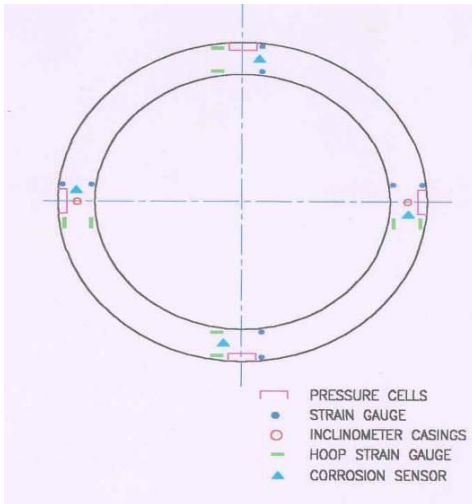 PRESSURE CELLS
STRAIN GAUGE
INCLINOMETER CASINGS
HOOP STRAIN GAUGE
CORROSION SENSOR